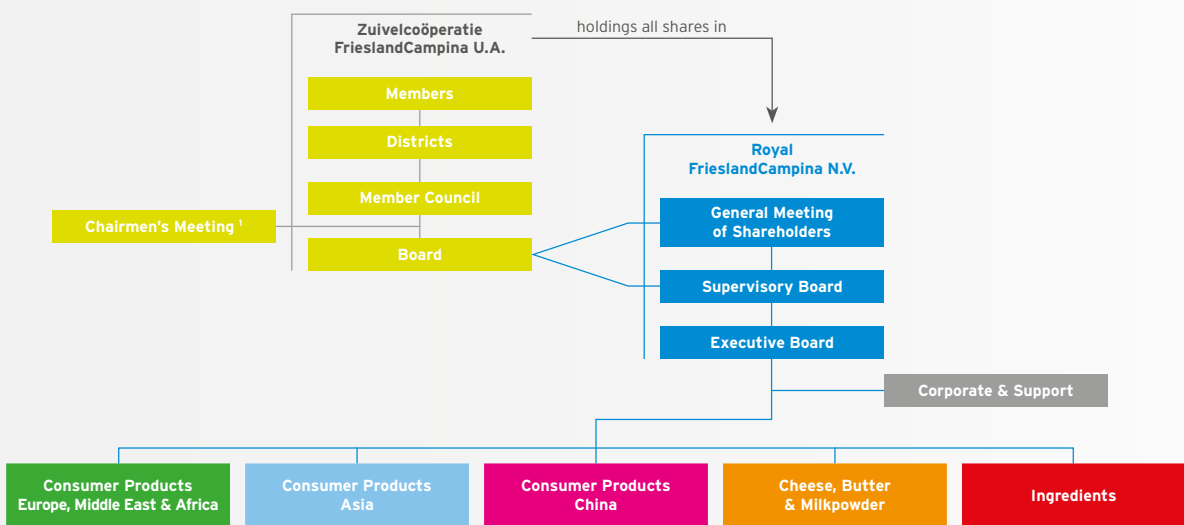 Zuivelcoöperatie
FrieslandCampina U.A.
holdings all shares in
Members
Districts
Member Council
Chairmen's Meeting ¹
Board
Royal
FrieslandCampina N.V.
General Meeting
of Shareholders
Supervisory Board
Executive Board
Corporate & Support
Consumer Products
Europe, Middle East & Africa
Consumer Products
Asia
Consumer Products
China
Cheese, Butter
& Milkpowder
Ingredients